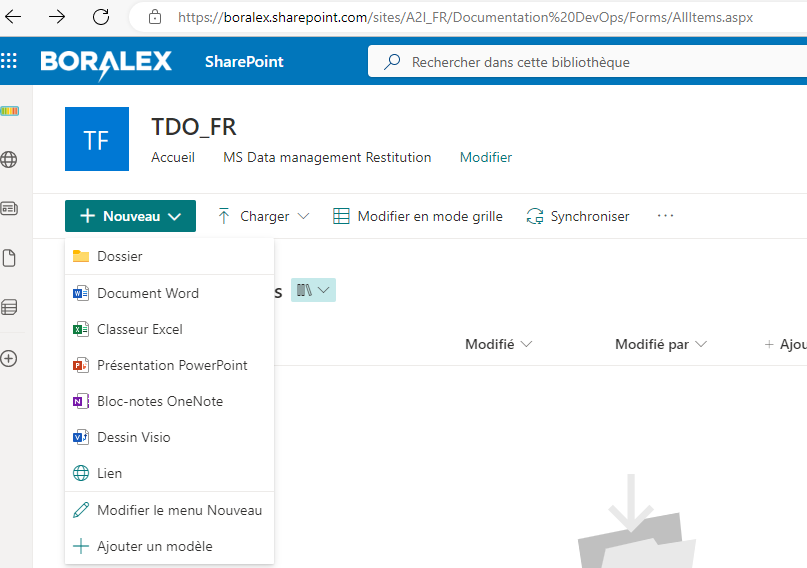 https://boralex.sharepoint.com/sites/A2I_FR/Documentation%20DevOps/Forms/AllItems.aspx
BORALEX SharePoint Rechercher dans cette bibliothèque
TF
TDO_FR
Accueil MS Data management Restitution Modifier
Nouveau Charger Modifier en mode grille Synchroniser ...
Dossier
Document Word
s
Classeur Excel
Modifié Modifié par + Ajou
Présentation PowerPoint
Bloc-notes OneNote
Dessin Visio
Lien
Modifier le menu Nouveau
Ajouter un modèle